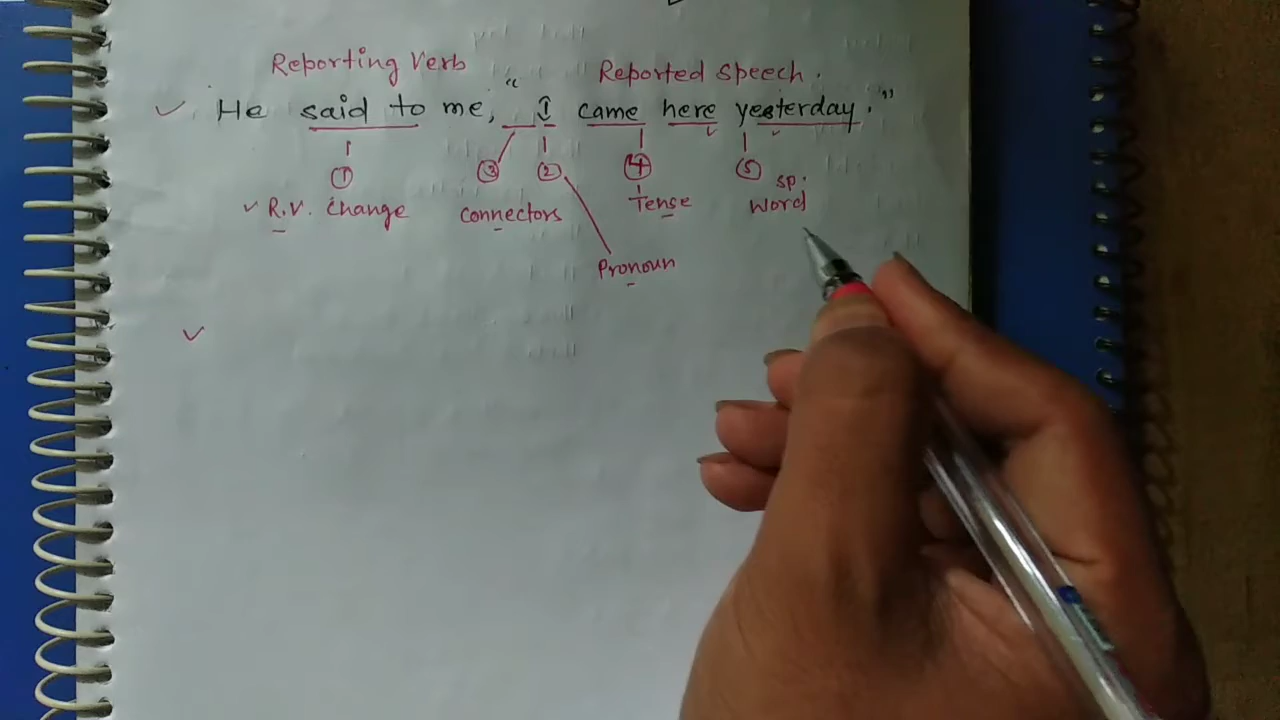 Reporting Verb Reported Speech.
✓. He said to me, "I came here yesterday."
① ③ ② ④ ⑤ sp.
✓ R.V. change connectors Tense word
Pronoun
✓